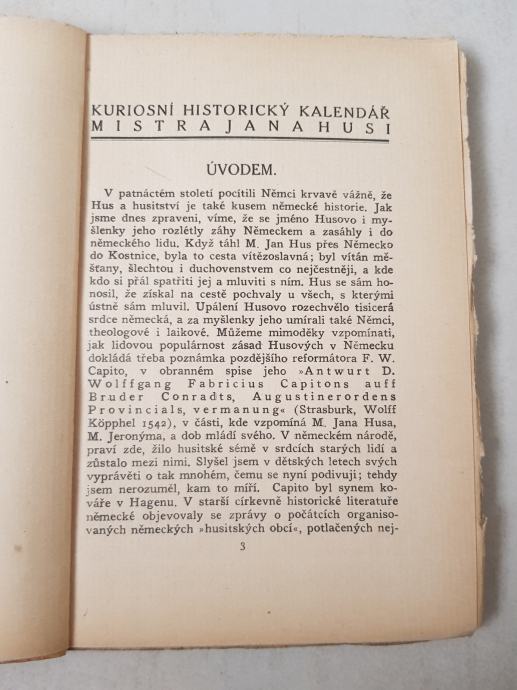 KURIOSNÍ HISTORICKÝ KALENDÁŘ
MISTRA JANA HUSI
ÚVODEM.
V patnáctém století pocítili Němci krvavě vážně, že
Hus a husitství je také kusem německé historie. Jak
jsme dnes zpraveni, víme, že se jméno Husovo i my-
šlenky jeho rozlétly záhy Německem a zasáhly i do
německého lidu. Když táhl M. Jan Hus přes Německo
do Kostnice, byla to cesta vítězoslavná; byl vítán mě-
šťany, šlechtou i duchovenstvem co nejčestněji, a kde
kdo si přál spatřiti jej a mluviti s ním. Hus se sám ho-
nosil, že získal na cestě pochvaly u všech, s kterými
ústně sám mluvil. Upálení Husovo rozechvělo tisicerá
srdce německá, a za myšlenky jeho umírali také Němci,
theologové i laikové. Můžeme mimoděky vzpomínati,
jak lidovou populárnost zásad Husových v Německu
dokládá třeba poznámka pozdějšího reformátora F. W.
Capito, v obranném spise jeho »Antwurt D.
Wolffgang Fabricius Capitons auff
Bruder Conradts, Augustinerordens
Provincials, vermanung« (Strasburk, Wolff
Köpphel 1542), v části, kde vzpomíná M. Jana Husa,
M. Jeronýma, a dob mládí svého. V německém národě,
praví zde, žilo husitské sémě v srdcích starých lidí a
zůstalo mezi nimi. Slyšel jsem v dětských letech svých
vyprávěti o tak mnohém, čemu se nyní podivuji; tehdy
jsem nerozuměl, kam to míří. Capito byl synem ko-
váře v Hagenu. V starší církevně historické literatuře
německé objevovaly se zprávy o počátcích organiso-
vaných německých »husitských obcí«, potlačených nej-
3